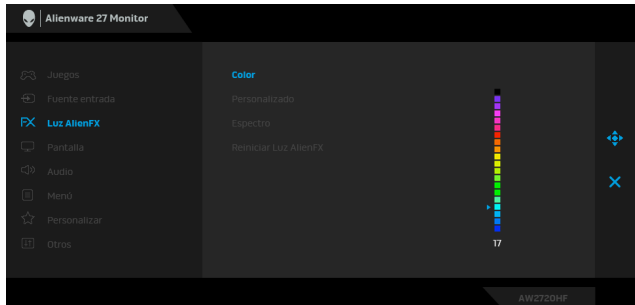 Alienware 27 Monitor
Juegos
Fuente entrada
FX Luz AlienFX
Pantalla
Audio
Menú
Personalizar
Otros
Color
Personalizado
Espectro
Reiniciar Luz AlienFX
17
AW2720HF